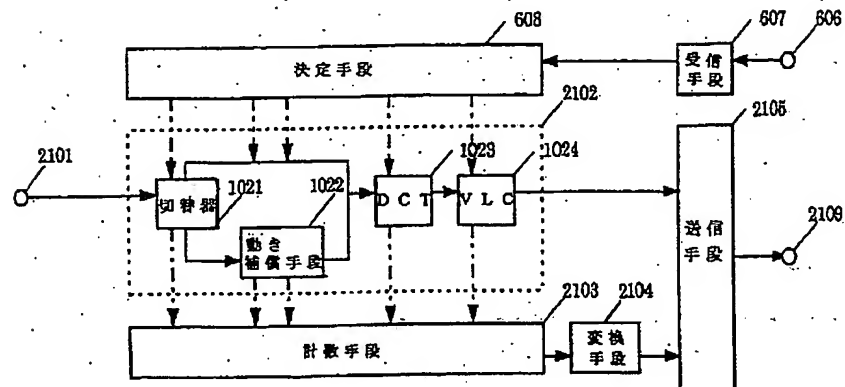 608
607
606
決定手段
受信
手段
2102
2105
2101
1023
1024
1021
1022
切替器
DCT
VLC
動き
補償手段
送信
手段
2109
2103
2104
計数手段
変換
手段